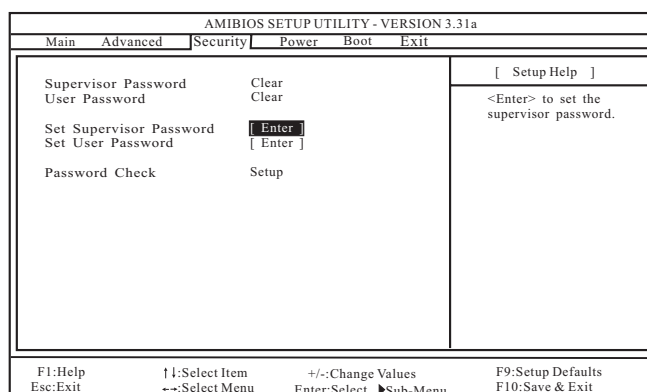 AMIBIOS SETUP UTILITY - VERSION 3.31a
Main Advanced Security Power Boot Exit
[ Setup Help ]
Supervisor Password Clear
User Password Clear
Set Supervisor Password [ Enter ]
Set User Password [ Enter ]
Password Check Setup
<Enter> to set the
supervisor password.
F1:Help ↑↓:Select Item +/-:Change Values F9:Setup Defaults
Esc:Exit ←→:Select Menu Enter:Select ▶Sub-Menu F10:Save & Exit